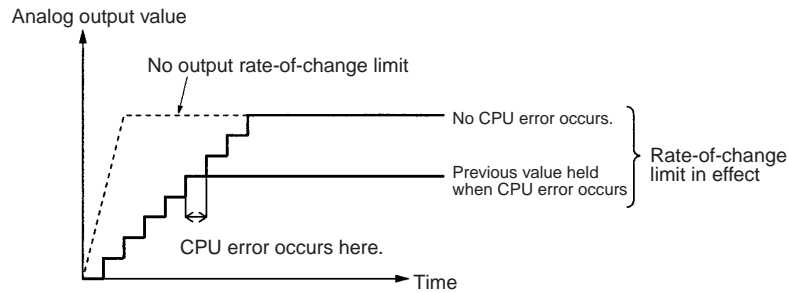 Analog output value
No output rate-of-change limit
No CPU error occurs.
Previous value held
when CPU error occurs
Rate-of-change
limit in effect
CPU error occurs here.
Time